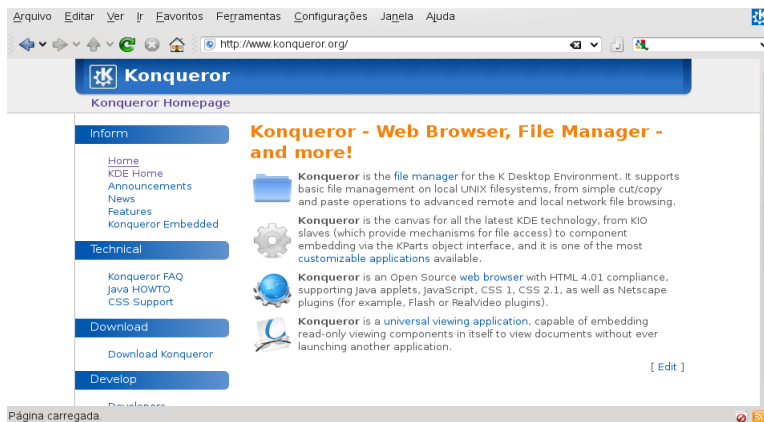 Arquivo Editar Ver Ir Favoritos Ferramentas Configurações Janela Ajuda
http://www.konqueror.org/
Konqueror
Konqueror Homepage
Inform
Home
KDE Home
Announcements
News
Features
Konqueror Embedded
Technical
Konqueror FAQ
Java HOWTO
CSS Support
Download
Download Konqueror
Develop
Developers
Konqueror - Web Browser, File Manager -
and more!
Konqueror is the file manager for the K Desktop Environment. It supports
basic file management on local UNIX filesystems, from simple cut/copy
and paste operations to advanced remote and local network file browsing.
Konqueror is the canvas for all the latest KDE technology, from KIO
slaves (which provide mechanisms for file access) to component
embedding via the KParts object interface, and it is one of the most
customizable applications available.
Konqueror is an Open Source web browser with HTML 4.01 compliance,
supporting Java applets, JavaScript, CSS 1, CSS 2.1, as well as Netscape
plugins (for example, Flash or RealVideo plugins).
Konqueror is a universal viewing application, capable of embedding
read-only viewing components in itself to view documents without ever
launching another application.
[ Edit ]
Página carregada.